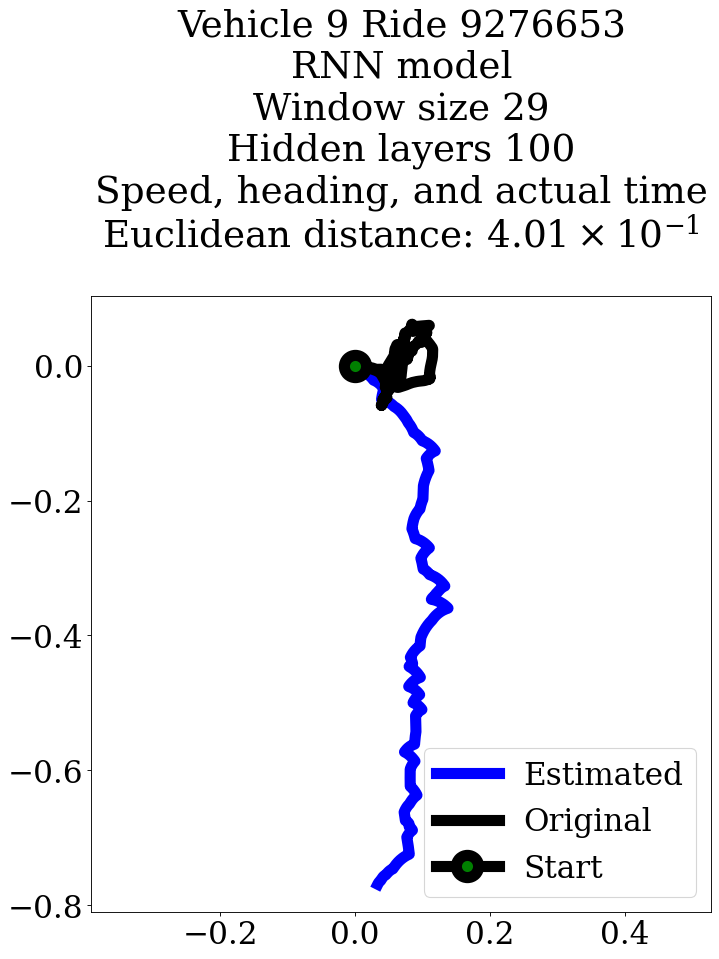 Vehicle 9 Ride 9276653
RNN model
Window size 29
Hidden layers 100
Speed, heading, and actual time
Euclidean distance: 4.01 × 10⁻¹
0.0
−0.2
−0.4
−0.6
−0.8
−0.2 0.0 0.2 0.4
Estimated
Original
Start